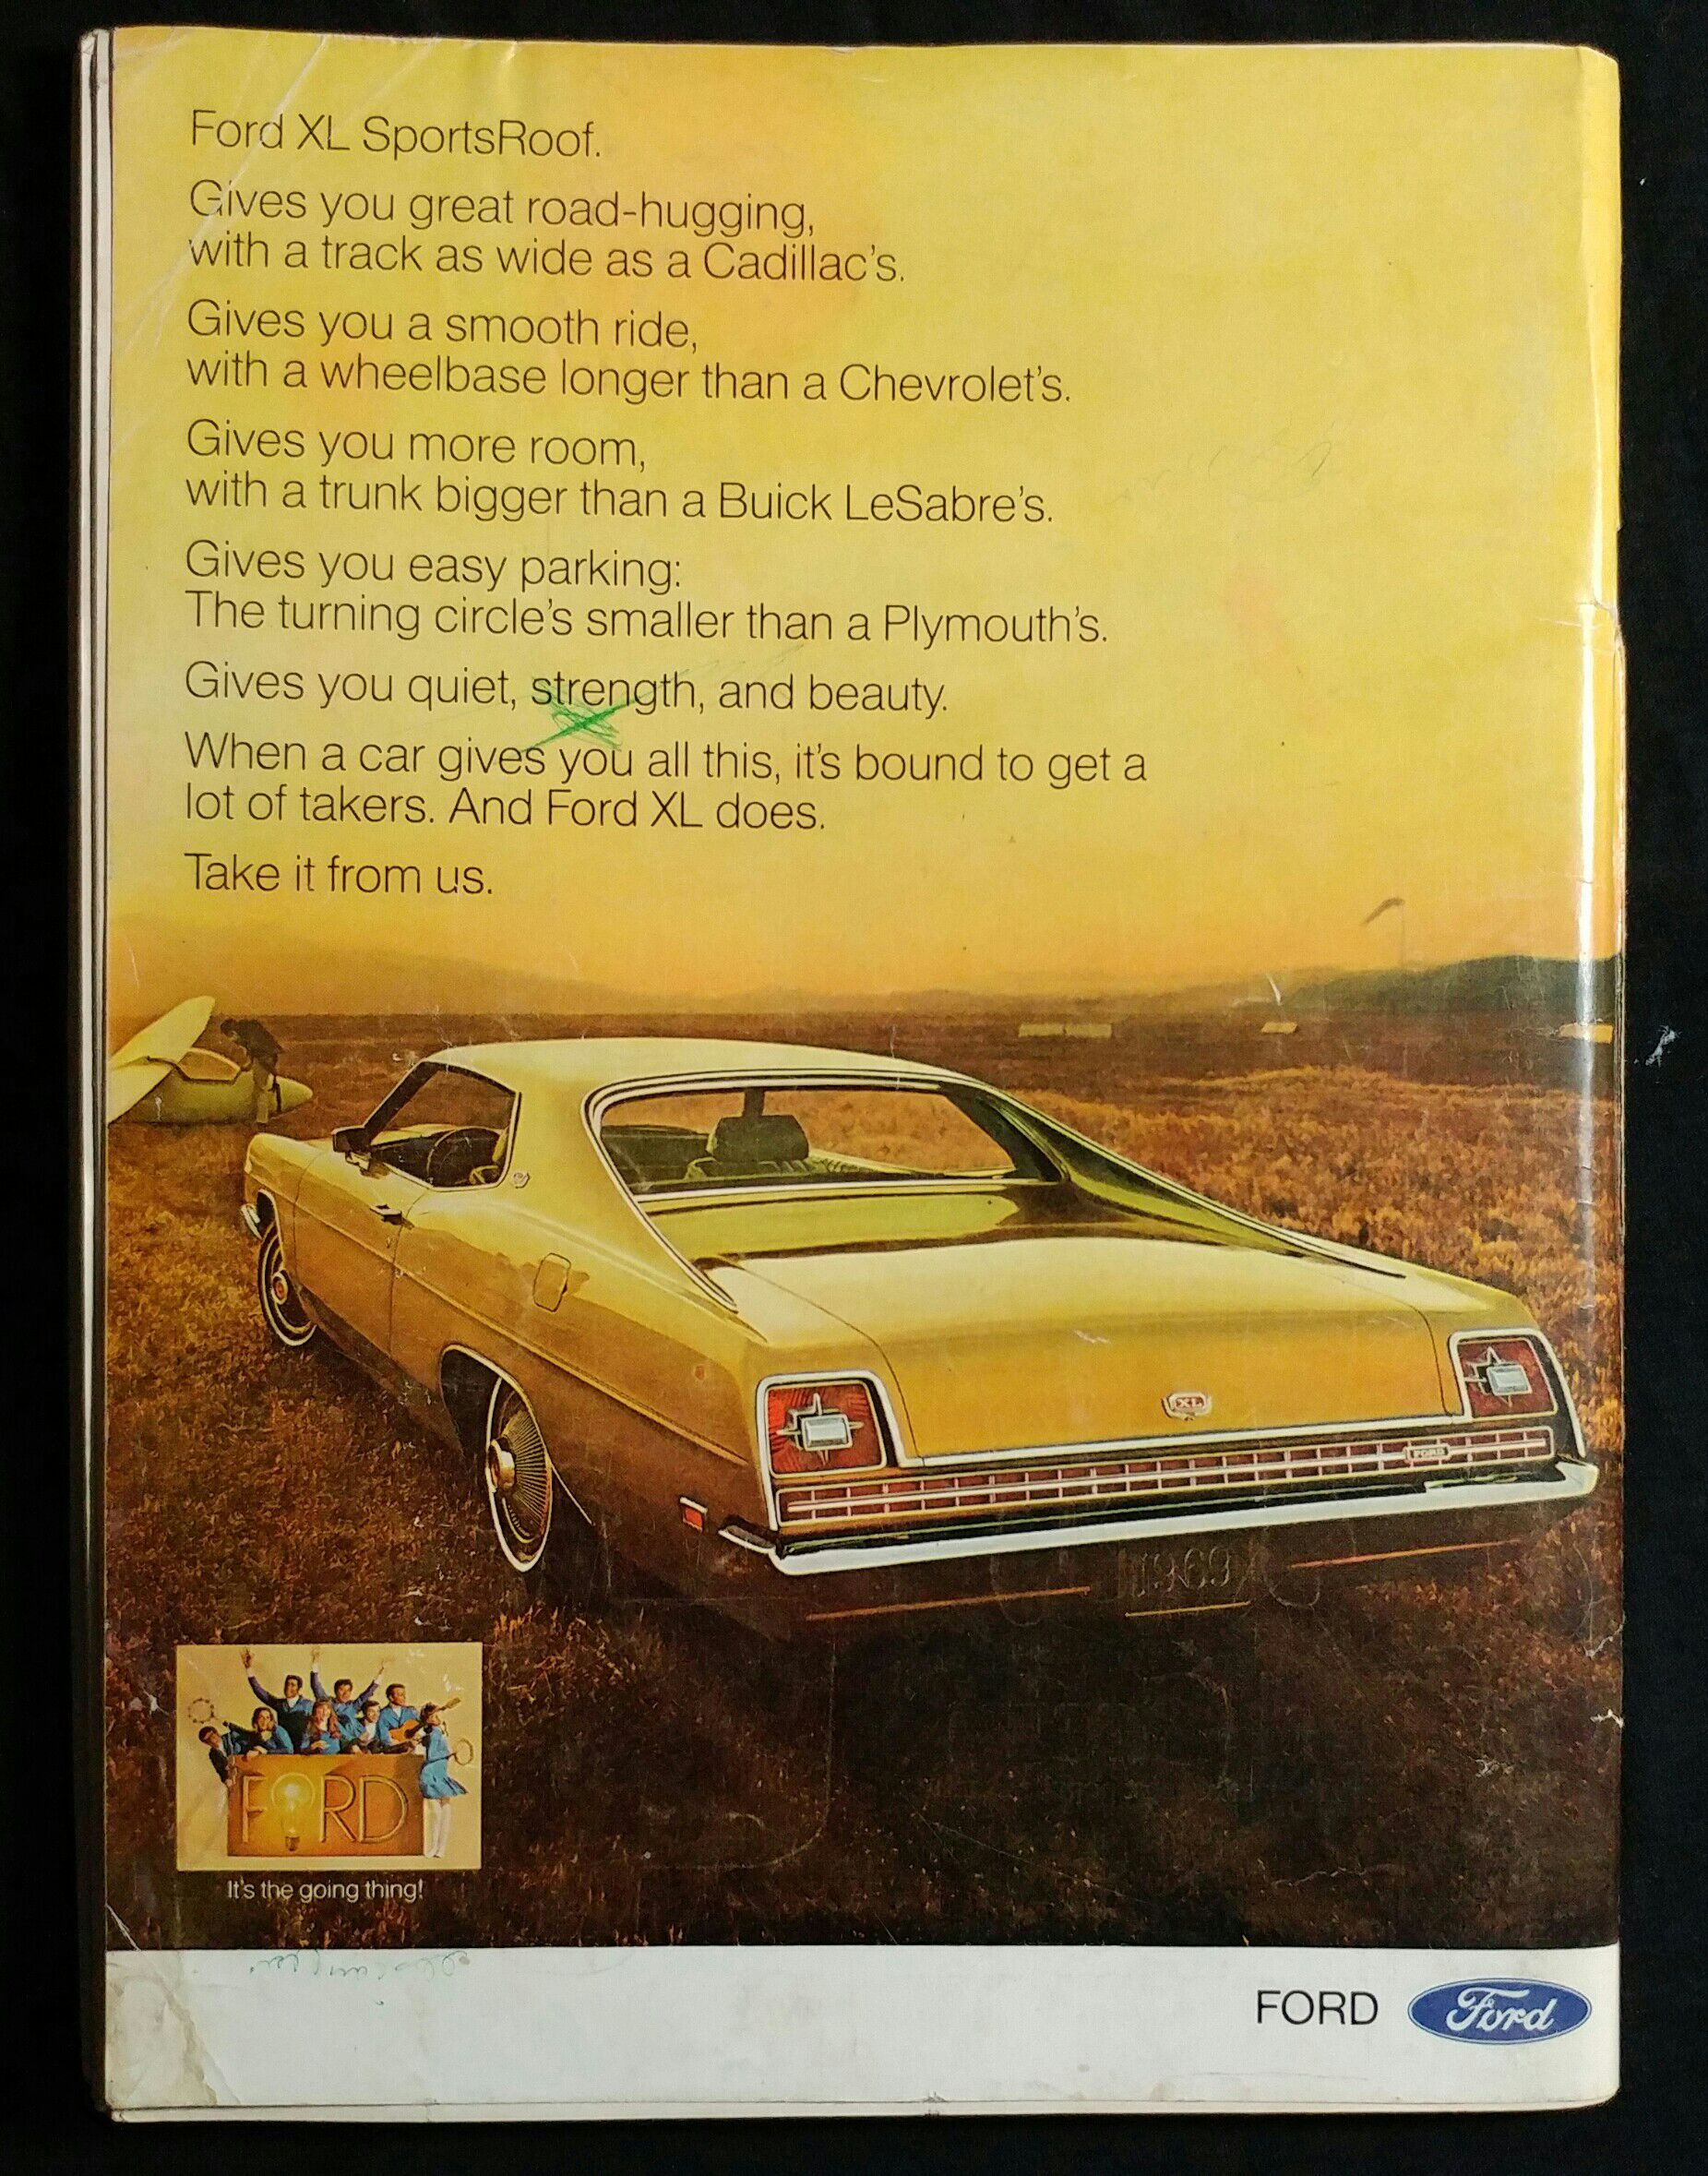 Ford XL SportsRoof.
Gives you great road-hugging,
with a track as wide as a Cadillac's.
Gives you a smooth ride,
with a wheelbase longer than a Chevrolet's.
Gives you more room,
with a trunk bigger than a Buick LeSabre's.
Gives you easy parking:
The turning circle's smaller than a Plymouth's.
Gives you quiet, strength, and beauty.
When a car gives you all this, it's bound to get a
lot of takers. And Ford XL does.
Take it from us.
XL
FORD
1969
FORD
It's the going thing!
FORD Ford